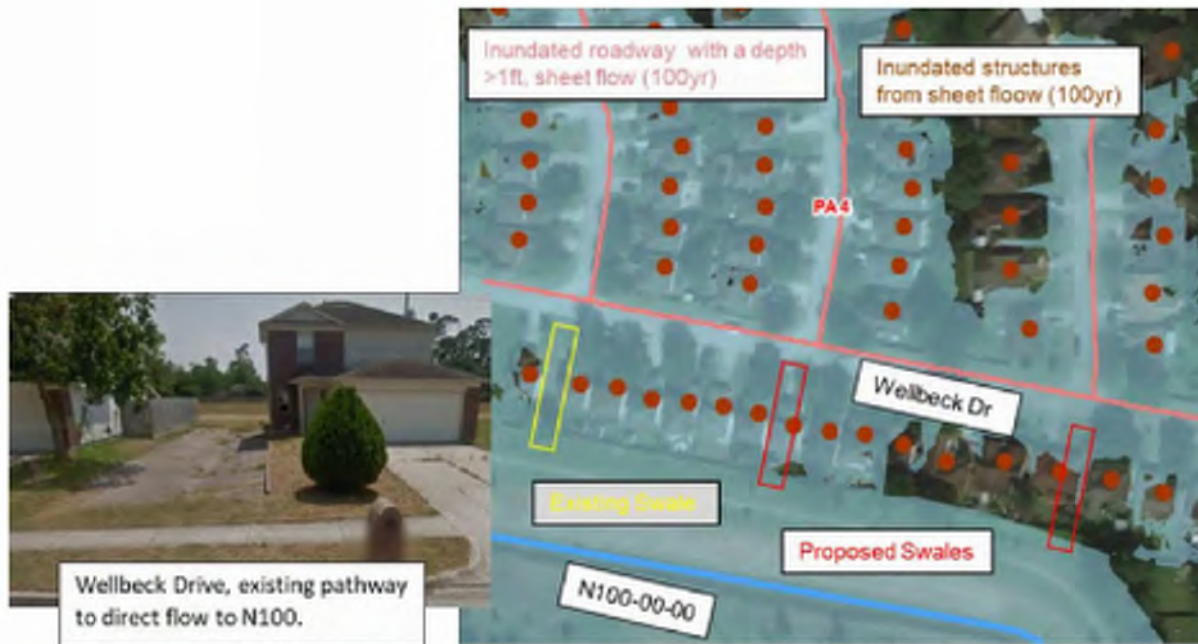 Inundated roadway with a depth
>1ft, sheet flow (100yr)
Inundated structures
from sheet floow (100yr)
PA4
Wellbeck Dr
Existing Swale
Proposed Swales
N100-00-00
Wellbeck Drive, existing pathway
to direct flow to N100.